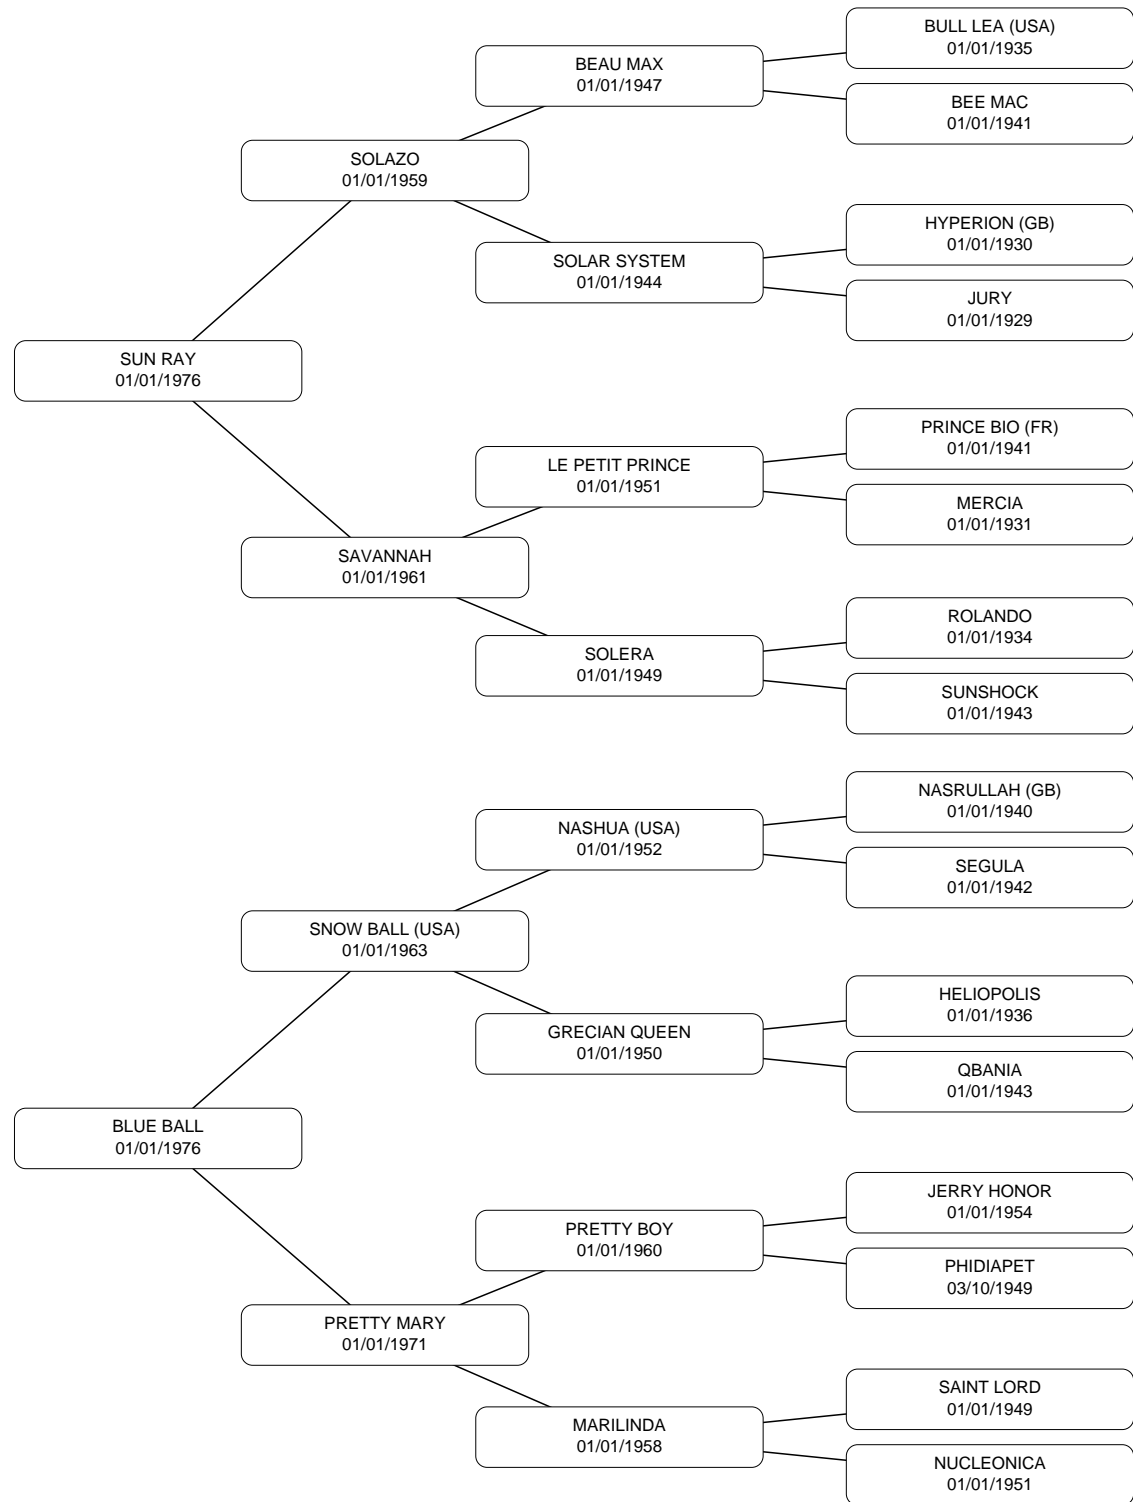 BULL LEA (USA)
01/01/1935
BEAU MAX
01/01/1947
BEE MAC
01/01/1941
SOLAZO
01/01/1959
HYPERION (GB)
01/01/1930
SOLAR SYSTEM
01/01/1944
JURY
01/01/1929
SUN RAY
01/01/1976
PRINCE BIO (FR)
01/01/1941
LE PETIT PRINCE
01/01/1951
MERCIA
01/01/1931
SAVANNAH
01/01/1961
ROLANDO
01/01/1934
SOLERA
01/01/1949
SUNSHOCK
01/01/1943
NASRULLAH (GB)
01/01/1940
NASHUA (USA)
01/01/1952
SEGULA
01/01/1942
SNOW BALL (USA)
01/01/1963
HELIOPOLIS
01/01/1936
GRECIAN QUEEN
01/01/1950
QBANIA
01/01/1943
BLUE BALL
01/01/1976
JERRY HONOR
01/01/1954
PRETTY BOY
01/01/1960
PHIDIAPET
03/10/1949
PRETTY MARY
01/01/1971
SAINT LORD
01/01/1949
MARILINDA
01/01/1958
NUCLEONICA
01/01/1951